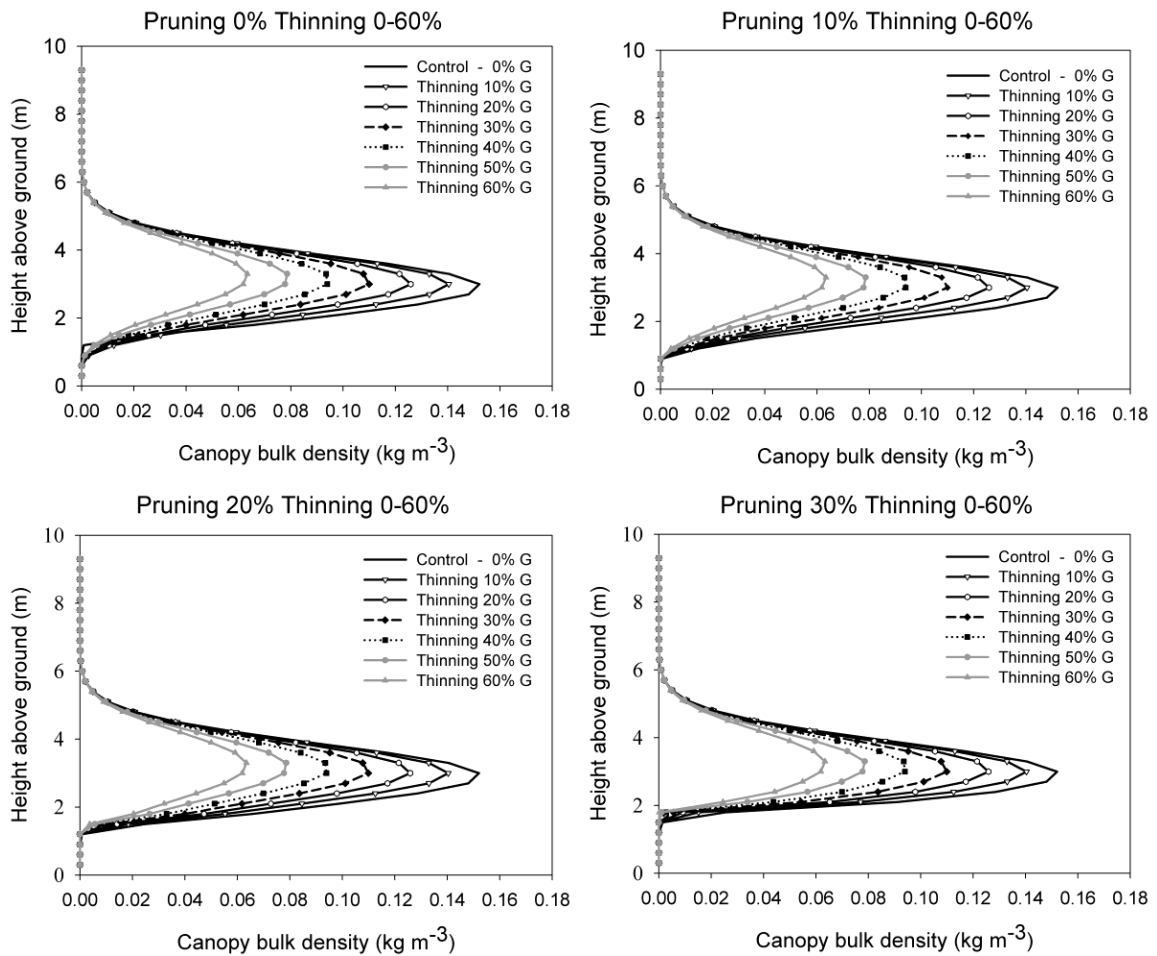 Pruning 0% Thinning 0-60%
10
8
6
4
2
0
Height above ground (m)
Control - 0% G
Thinning 10% G
Thinning 20% G
Thinning 30% G
Thinning 40% G
Thinning 50% G
Thinning 60% G
0.00 0.02 0.04 0.06 0.08 0.10 0.12 0.14 0.16 0.18
Canopy bulk density (kg m-3)
Pruning 10% Thinning 0-60%
10
8
6
4
2
0
Height above ground (m)
Control - 0% G
Thinning 10% G
Thinning 20% G
Thinning 30% G
Thinning 40% G
Thinning 50% G
Thinning 60% G
0.00 0.02 0.04 0.06 0.08 0.10 0.12 0.14 0.16 0.18
Canopy bulk density (kg m-3)
Pruning 20% Thinning 0-60%
10
8
6
4
2
0
Height above ground (m)
Control - 0% G
Thinning 10% G
Thinning 20% G
Thinning 30% G
Thinning 40% G
Thinning 50% G
Thinning 60% G
0.00 0.02 0.04 0.06 0.08 0.10 0.12 0.14 0.16 0.18
Canopy bulk density (kg m-3)
Pruning 30% Thinning 0-60%
10
8
6
4
2
0
Height above ground (m)
Control - 0% G
Thinning 10% G
Thinning 20% G
Thinning 30% G
Thinning 40% G
Thinning 50% G
Thinning 60% G
0.00 0.02 0.04 0.06 0.08 0.10 0.12 0.14 0.16 0.18
Canopy bulk density (kg m-3)